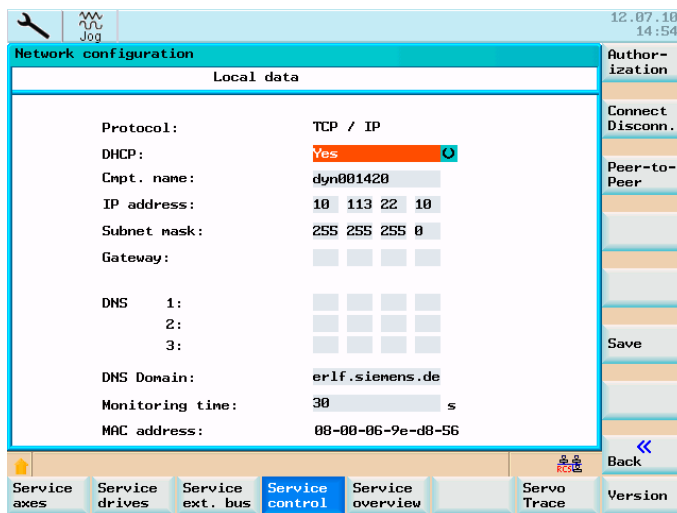 12.07.10
14:54
Jog
Network configuration
Local data
Protocol: TCP / IP
DHCP: Yes
Cmpt. name: dyn001420
IP address: 10 113 22 10
Subnet mask: 255 255 255 0
Gateway:
DNS 1:
2:
3:
DNS Domain: erlf.siemens.de
Monitoring time: 30 s
MAC address: 08-00-06-9e-d8-56
Author-
ization
Connect
Disconn.
Peer-to-
Peer
Save
«
Back
RCS
Service
axes
Service
drives
Service
ext. bus
Service
control
Service
overview
Servo
Trace
Version